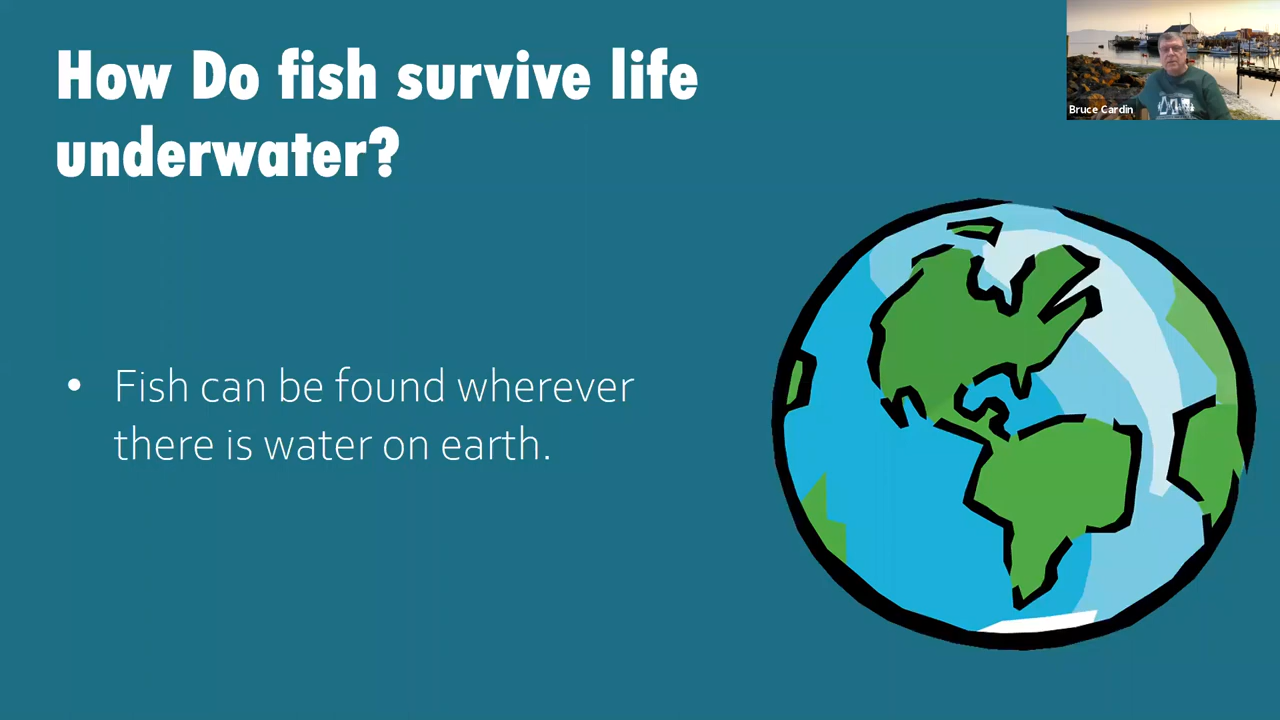 How Do fish survive life
underwater?
Bruce Cardin
• Fish can be found wherever
there is water on earth.